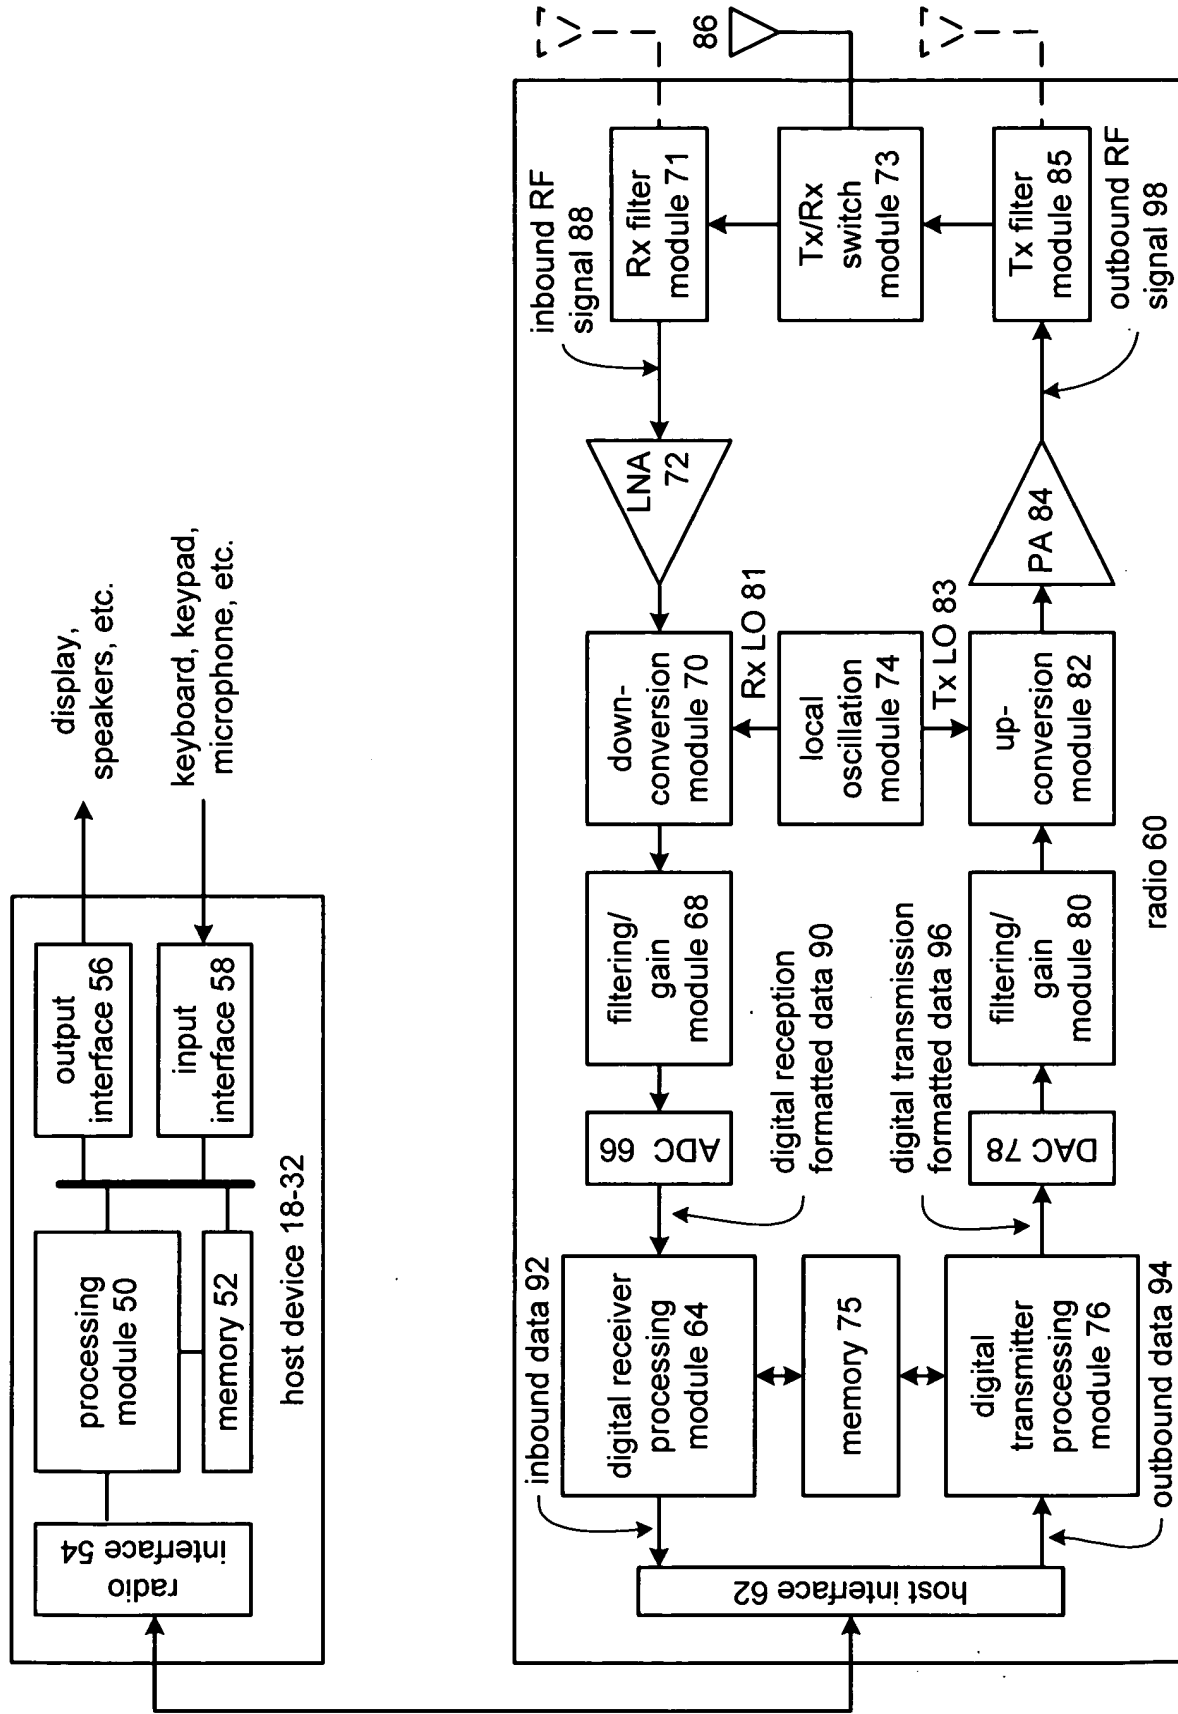 radio
interface 54
processing
module 50
memory 52
output
interface 56
input
interface 58
host device 18-32
display,
speakers, etc.
keyboard, keypad,
microphone, etc.
host interface 62
inbound data 92
digital receiver
processing
module 64
memory 75
digital
transmitter
processing
module 76
outbound data 94
ADC 66
digital reception
formatted data 90
digital transmission
formatted data 96
DAC 78
filtering/
gain
module 68
filtering/
gain
module 80
down-
conversion
module 70
Rx LO 81
local
oscillation
module 74
Tx LO 83
up-
conversion
module 82
radio 60
LNA
72
PA 84
inbound RF
signal 88
Rx filter
module 71
Tx/Rx
switch
module 73
Tx filter
module 85
outbound RF
signal 98
86